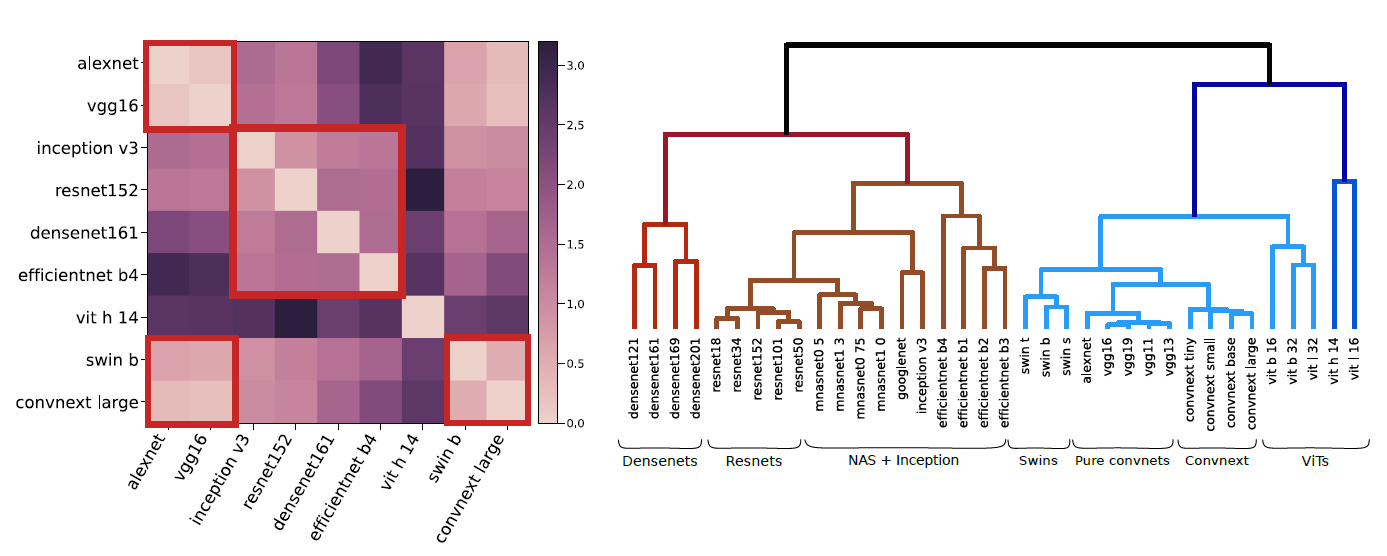 alexnet
vgg16
inception v3
resnet152
densenet161
efficientnet b4
vit h 14
swin b
convnext large
alexnet
vgg16
inception v3
resnet152
densenet161
efficientnet b4
vit h 14
swin b
convnext large
3.0
2.5
2.0
1.5
1.0
0.5
0.0
densenet121
densenet161
densenet169
densenet201
resnet18
resnet34
resnet152
resnet101
resnet50
mnasnet0 5
mnasnet1 3
mnasnet0 75
mnasnet1 0
googlenet
inception v3
efficientnet b4
efficientnet b1
efficientnet b2
efficientnet b3
swin t
swin b
swin s
alexnet
vgg16
vgg19
vgg11
vgg13
convnext tiny
convnext small
convnext base
convnext large
vit b 16
vit b 32
vit l 32
vit h 14
vit l 16
Densenets
Resnets
NAS + Inception
Swins
Pure convnets
Convnext
ViTs